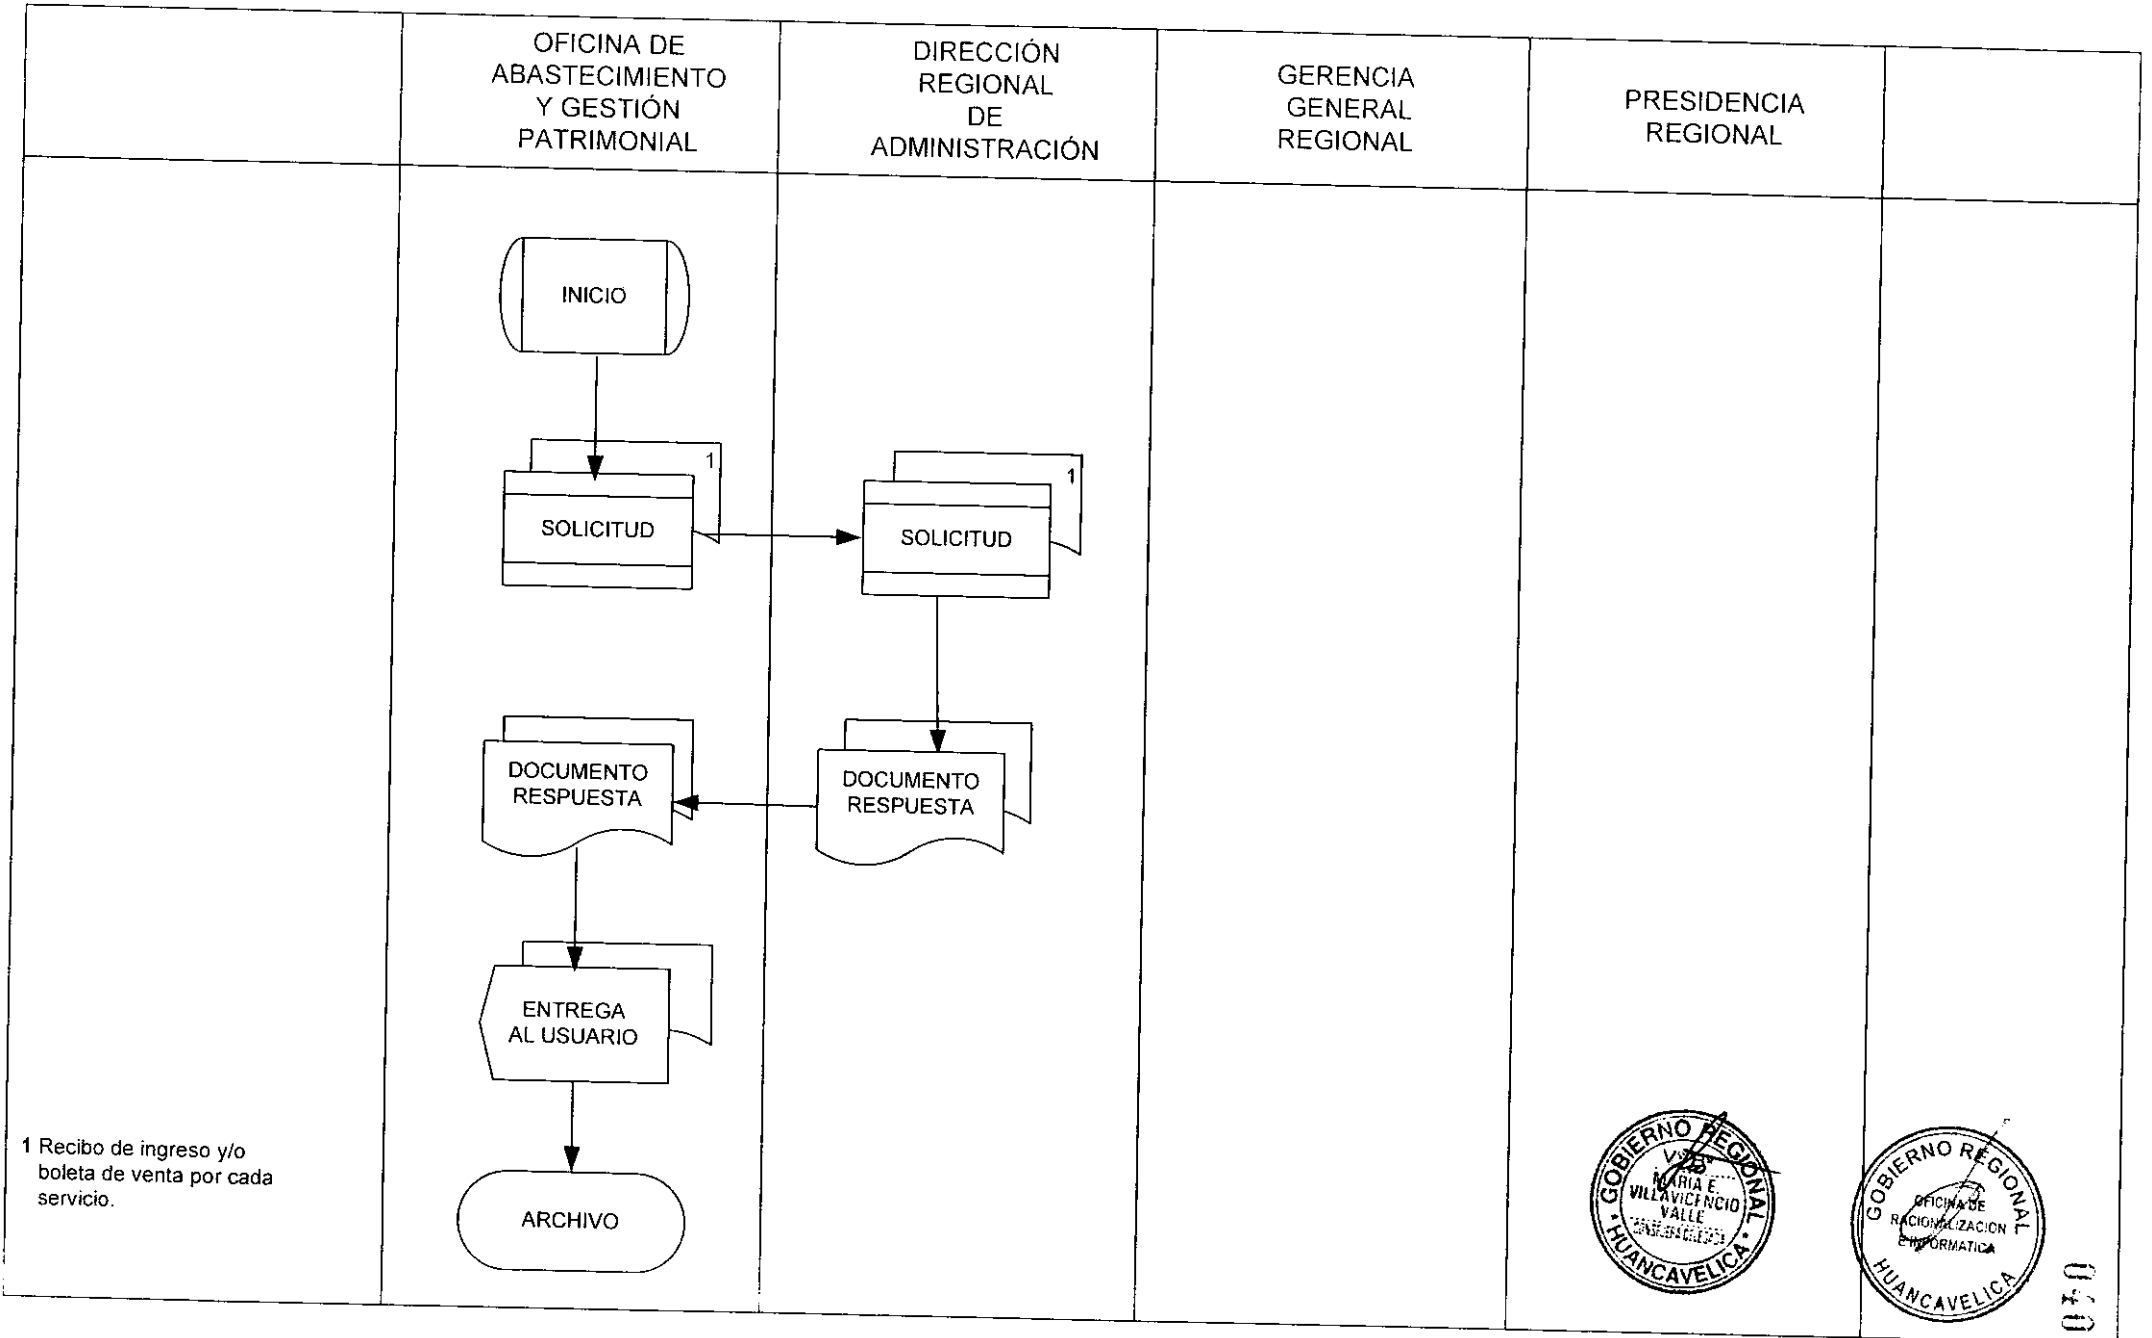 OFICINA DE
ABASTECIMIENTO
Y GESTIÓN
PATRIMONIAL
DIRECCIÓN
REGIONAL
DE
ADMINISTRACIÓN
GERENCIA
GENERAL
REGIONAL
PRESIDENCIA
REGIONAL
INICIO
1
SOLICITUD
1
SOLICITUD
DOCUMENTO
RESPUESTA
DOCUMENTO
RESPUESTA
ENTREGA
AL USUARIO
ARCHIVO
1 Recibo de ingreso y/o
boleta de venta por cada
servicio.
GOBIERNO REGIONAL
MARIA E.
VILLAVICENCIO
VALLE
HUANCAVELICA
GOBIERNO REGIONAL
OFICINA DE
RACIONALIZACION
E INFORMATICA
HUANCAVELICA
040